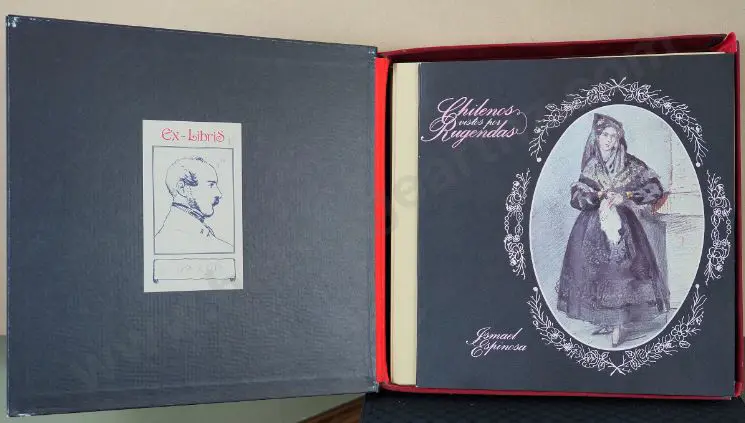 Ex-Libris
Chilenos
vistos por
Rugendas
Ismael
Espinosa